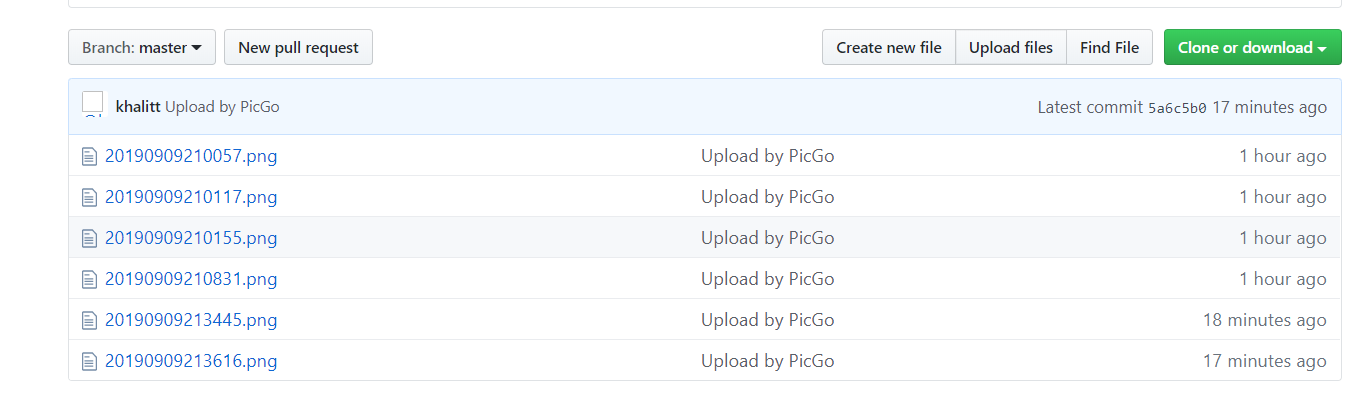 Branch: master New pull request Create new file Upload files Find File Clone or download
khalitt Upload by PicGo Latest commit 5a6c5b0 17 minutes ago
20190909210057.png Upload by PicGo 1 hour ago
20190909210117.png Upload by PicGo 1 hour ago
20190909210155.png Upload by PicGo 1 hour ago
20190909210831.png Upload by PicGo 1 hour ago
20190909213445.png Upload by PicGo 18 minutes ago
20190909213616.png Upload by PicGo 17 minutes ago